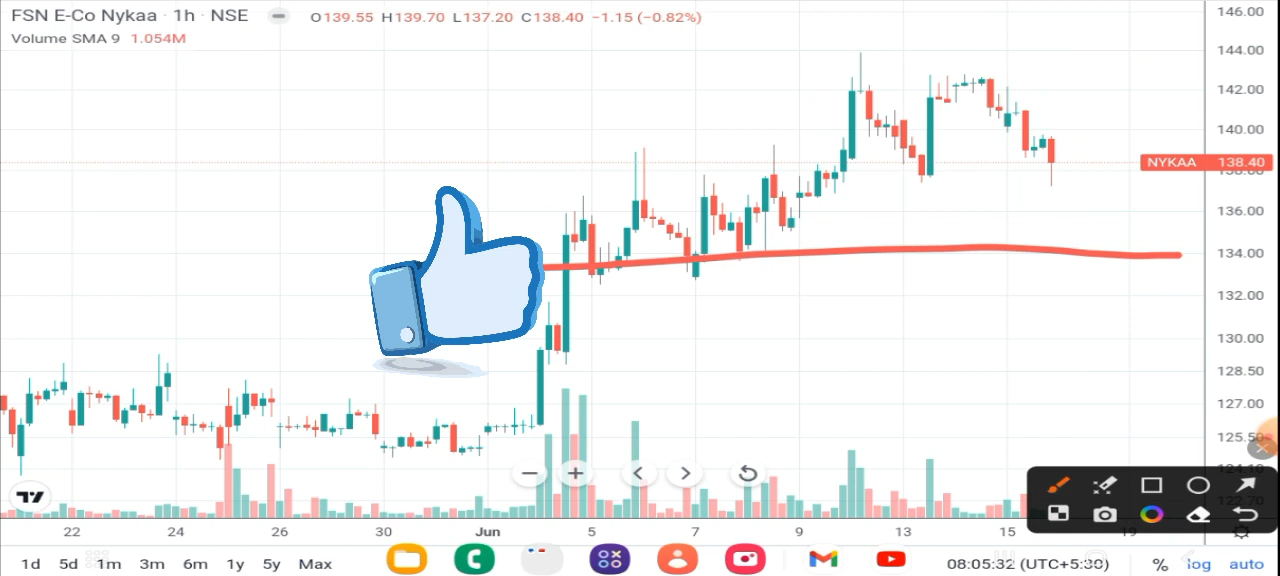 FSN E-Co Nykaa · 1h · NSE O139.55 H139.70 L137.20 C138.40 −1.15 (−0.82%)
Volume SMA 9 1.054M
146.00
144.00
142.00
140.00
NYKAA 138.40
138.00
136.00
134.00
132.00
130.00
128.50
127.00
125.50
22 24 26 30 Jun 5 7 9 13 15 19
1d 5d 1m 3m 6m 1y 5y Max 08:05:32 (UTC+5:30) % log auto